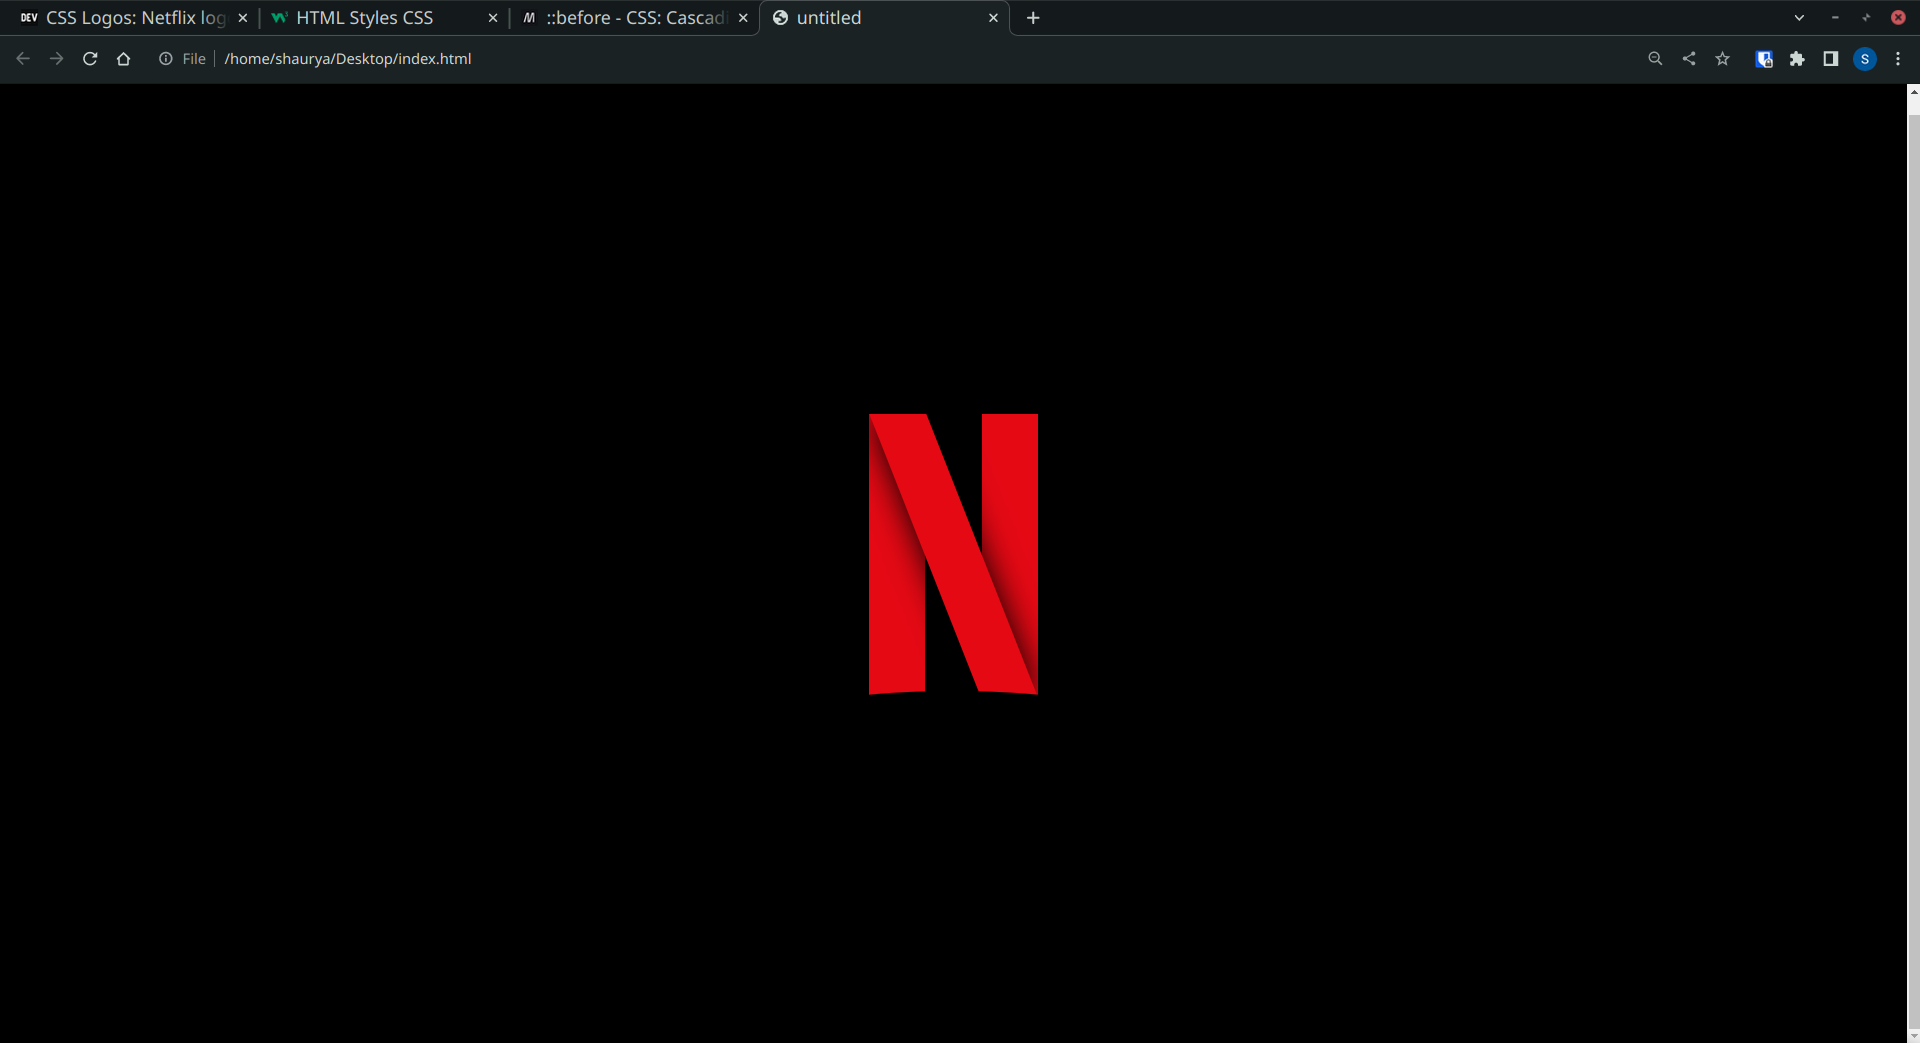 DEV CSS Logos: Netflix log
HTML Styles CSS
::before - CSS: Cascad
untitled
File
/home/shaurya/Desktop/index.html
S
N